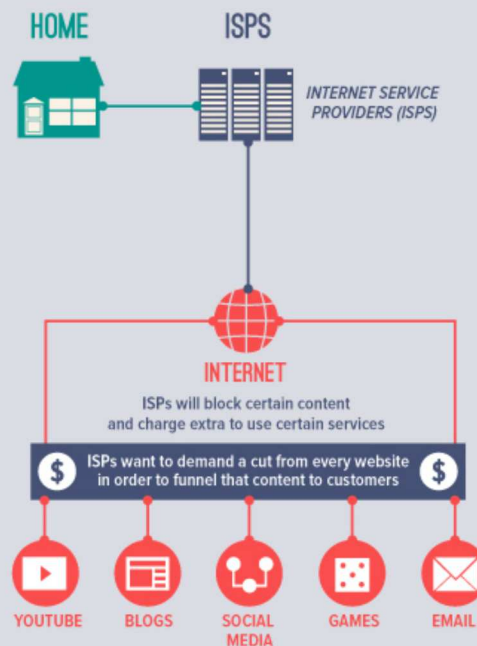 HOME
ISPS
INTERNET SERVICE
PROVIDERS (ISPS)
INTERNET
ISPs will block certain content
and charge extra to use certain services
$
ISPs want to demand a cut from every website
in order to funnel that content to customers
$
YOUTUBE
BLOGS
SOCIAL
MEDIA
GAMES
EMAIL